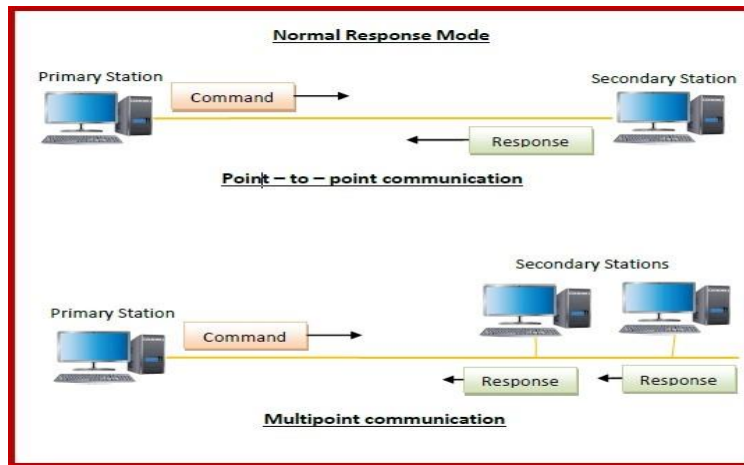 Normal Response Mode
Primary Station
Secondary Station
Command
Response
Point – to – point communication
Secondary Stations
Primary Station
Command
Response
Response
Multipoint communication